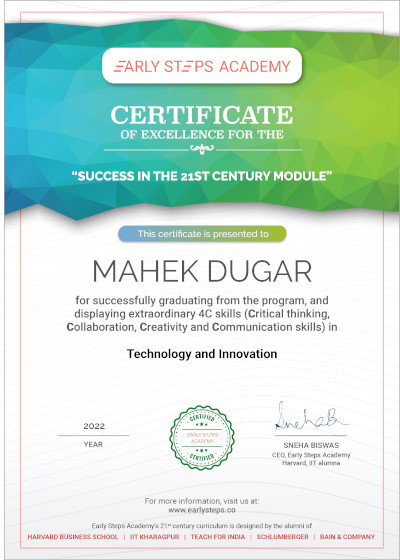 EARLY STEPS ACADEMY
CERTIFICATE
OF EXCELLENCE FOR THE
“SUCCESS IN THE 21ST CENTURY MODULE”
This certificate is presented to
MAHEK DUGAR
for successfully graduating from the program, and
displaying extraordinary 4C skills (Critical thinking,
Collaboration, Creativity and Communication skills) in
Technology and Innovation
2022
YEAR
CERTIFIED
EARLY STEPS
ACADEMY
CERTIFIED
SnehaB
SNEHA BISWAS
CEO, Early Steps Academy
Harvard, IIT alumna
For more information, visit us at:
www.earlysteps.co
Early Steps Academy's 21st century curriculum is designed by the alumni of
HARVARD BUSINESS SCHOOL | IIT KHARAGPUR | TEACH FOR INDIA | SCHLUMBERGER | BAIN & COMPANY